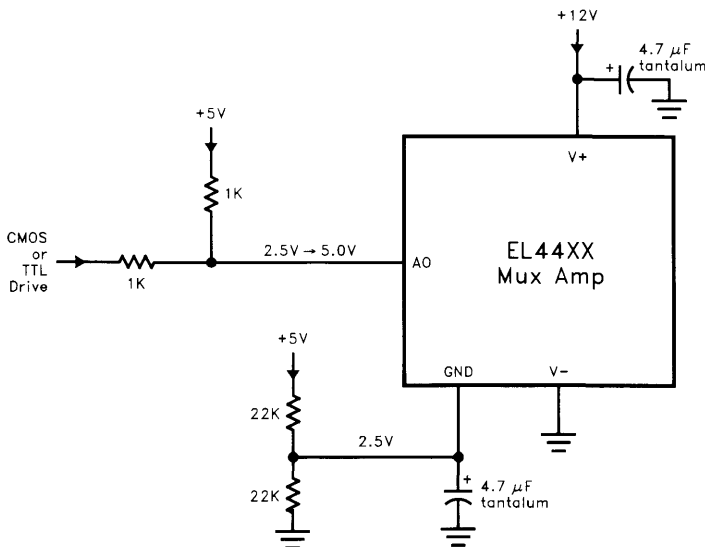 +12V
4.7 µF
tantalum
+
+5V
V+
1K
CMOS
or
TTL
Drive
1K
2.5V→5.0V
AO
EL44XX
Mux Amp
+5V
GND
V-
22K
2.5V
+
4.7 µF
tantalum
22K